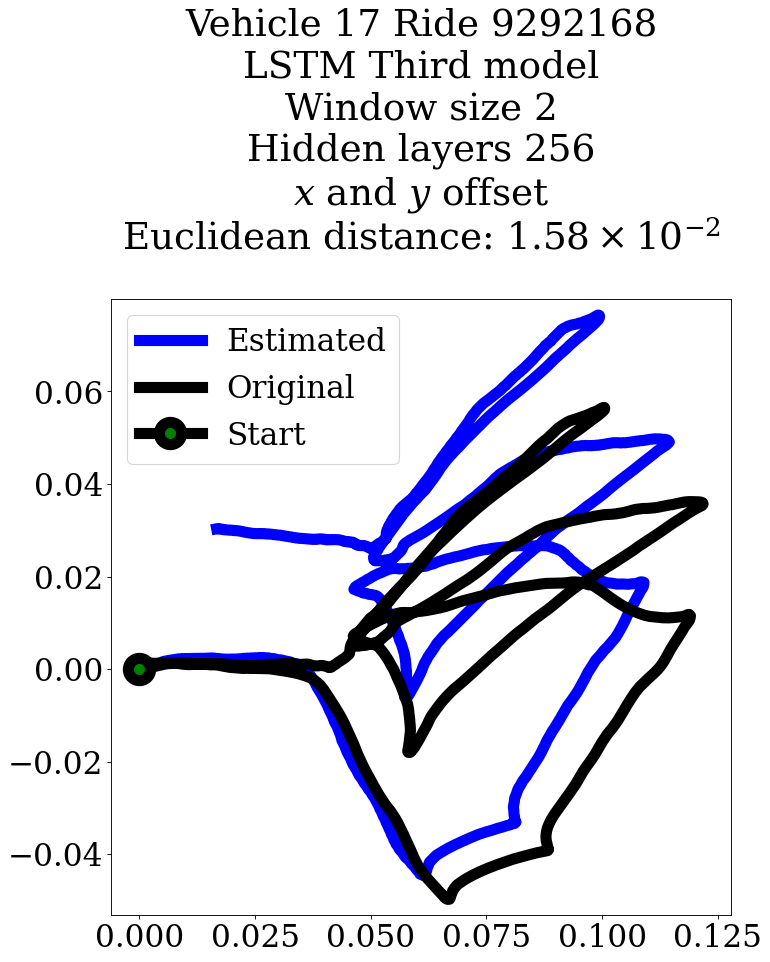 Vehicle 17 Ride 9292168
LSTM Third model
Window size 2
Hidden layers 256
x and y offset
Euclidean distance: 1.58 × 10⁻²
Estimated
Original
Start
0.06
0.04
0.02
0.00
−0.02
−0.04
0.000 0.025 0.050 0.075 0.100 0.125